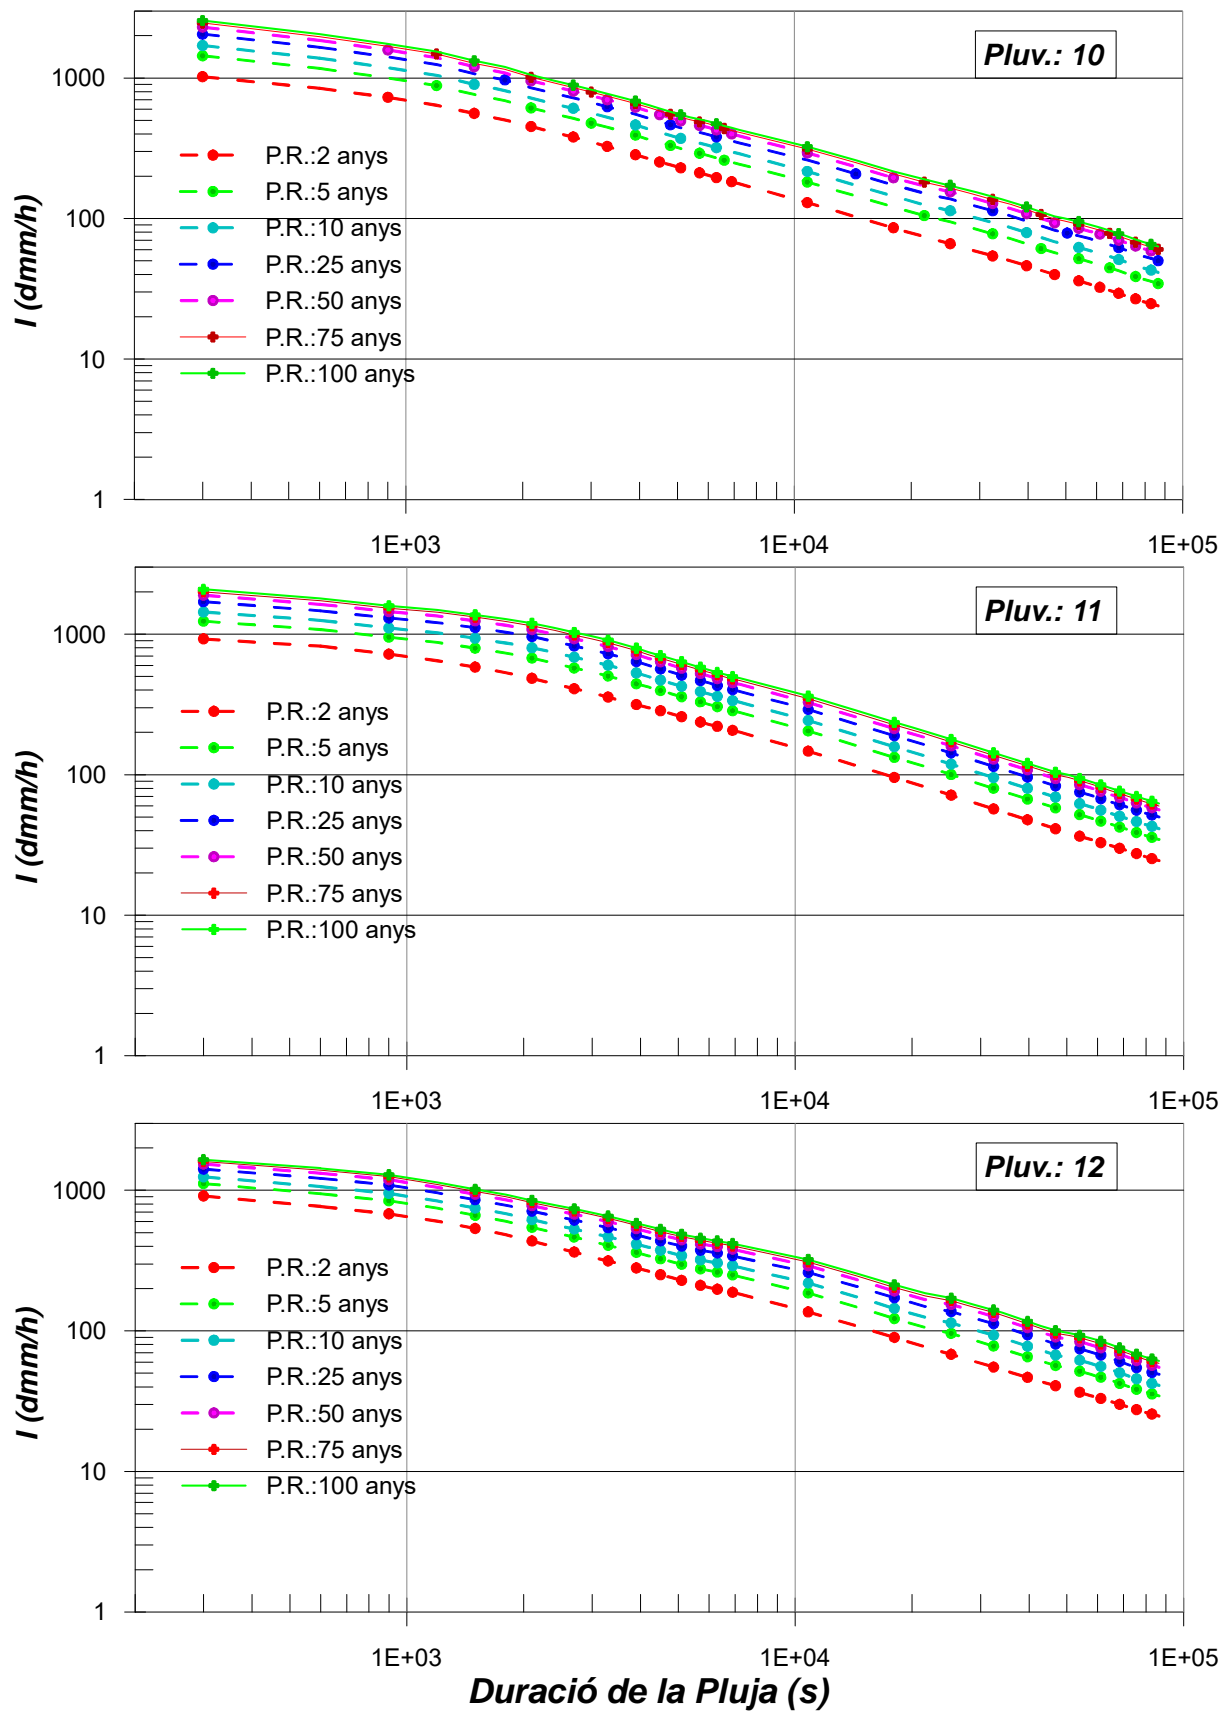 Pluv.: 10
1000
100
10
1
I (dmm/h)
P.R.:2 anys
P.R.:5 anys
P.R.:10 anys
P.R.:25 anys
P.R.:50 anys
P.R.:75 anys
P.R.:100 anys
1E+03 1E+04 1E+05
Pluv.: 11
1000
100
10
1
I (dmm/h)
P.R.:2 anys
P.R.:5 anys
P.R.:10 anys
P.R.:25 anys
P.R.:50 anys
P.R.:75 anys
P.R.:100 anys
1E+03 1E+04 1E+05
Pluv.: 12
1000
100
10
1
I (dmm/h)
P.R.:2 anys
P.R.:5 anys
P.R.:10 anys
P.R.:25 anys
P.R.:50 anys
P.R.:75 anys
P.R.:100 anys
1E+03 1E+04 1E+05
Duració de la Pluja (s)